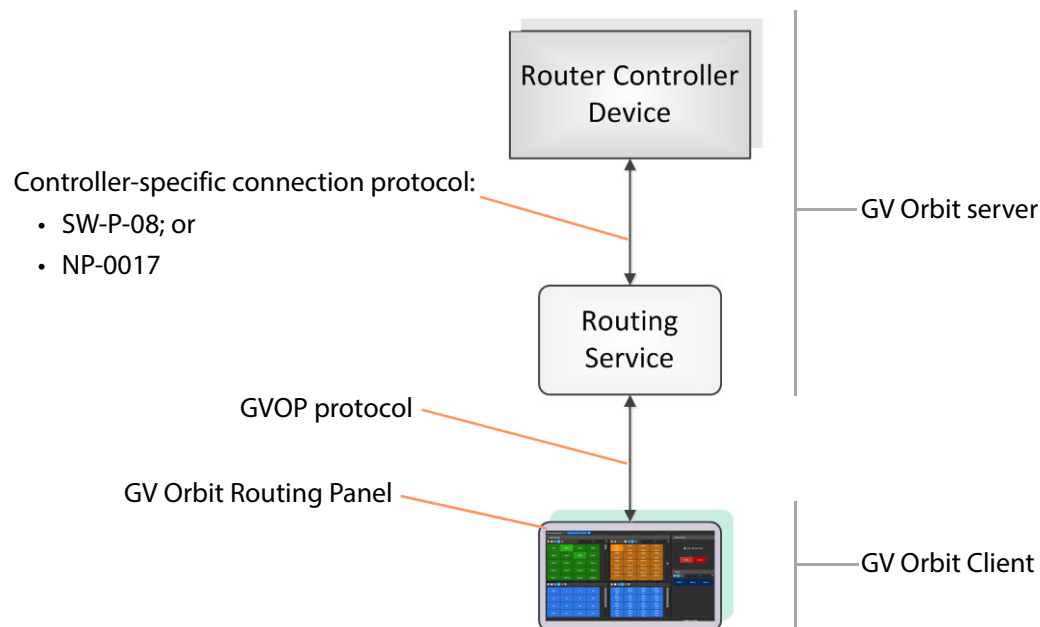 Router Controller
Device
Controller-specific connection protocol:
• SW-P-08; or
• NP-0017
GV Orbit server
Routing
Service
GVOP protocol
GV Orbit Routing Panel
GV Orbit Client